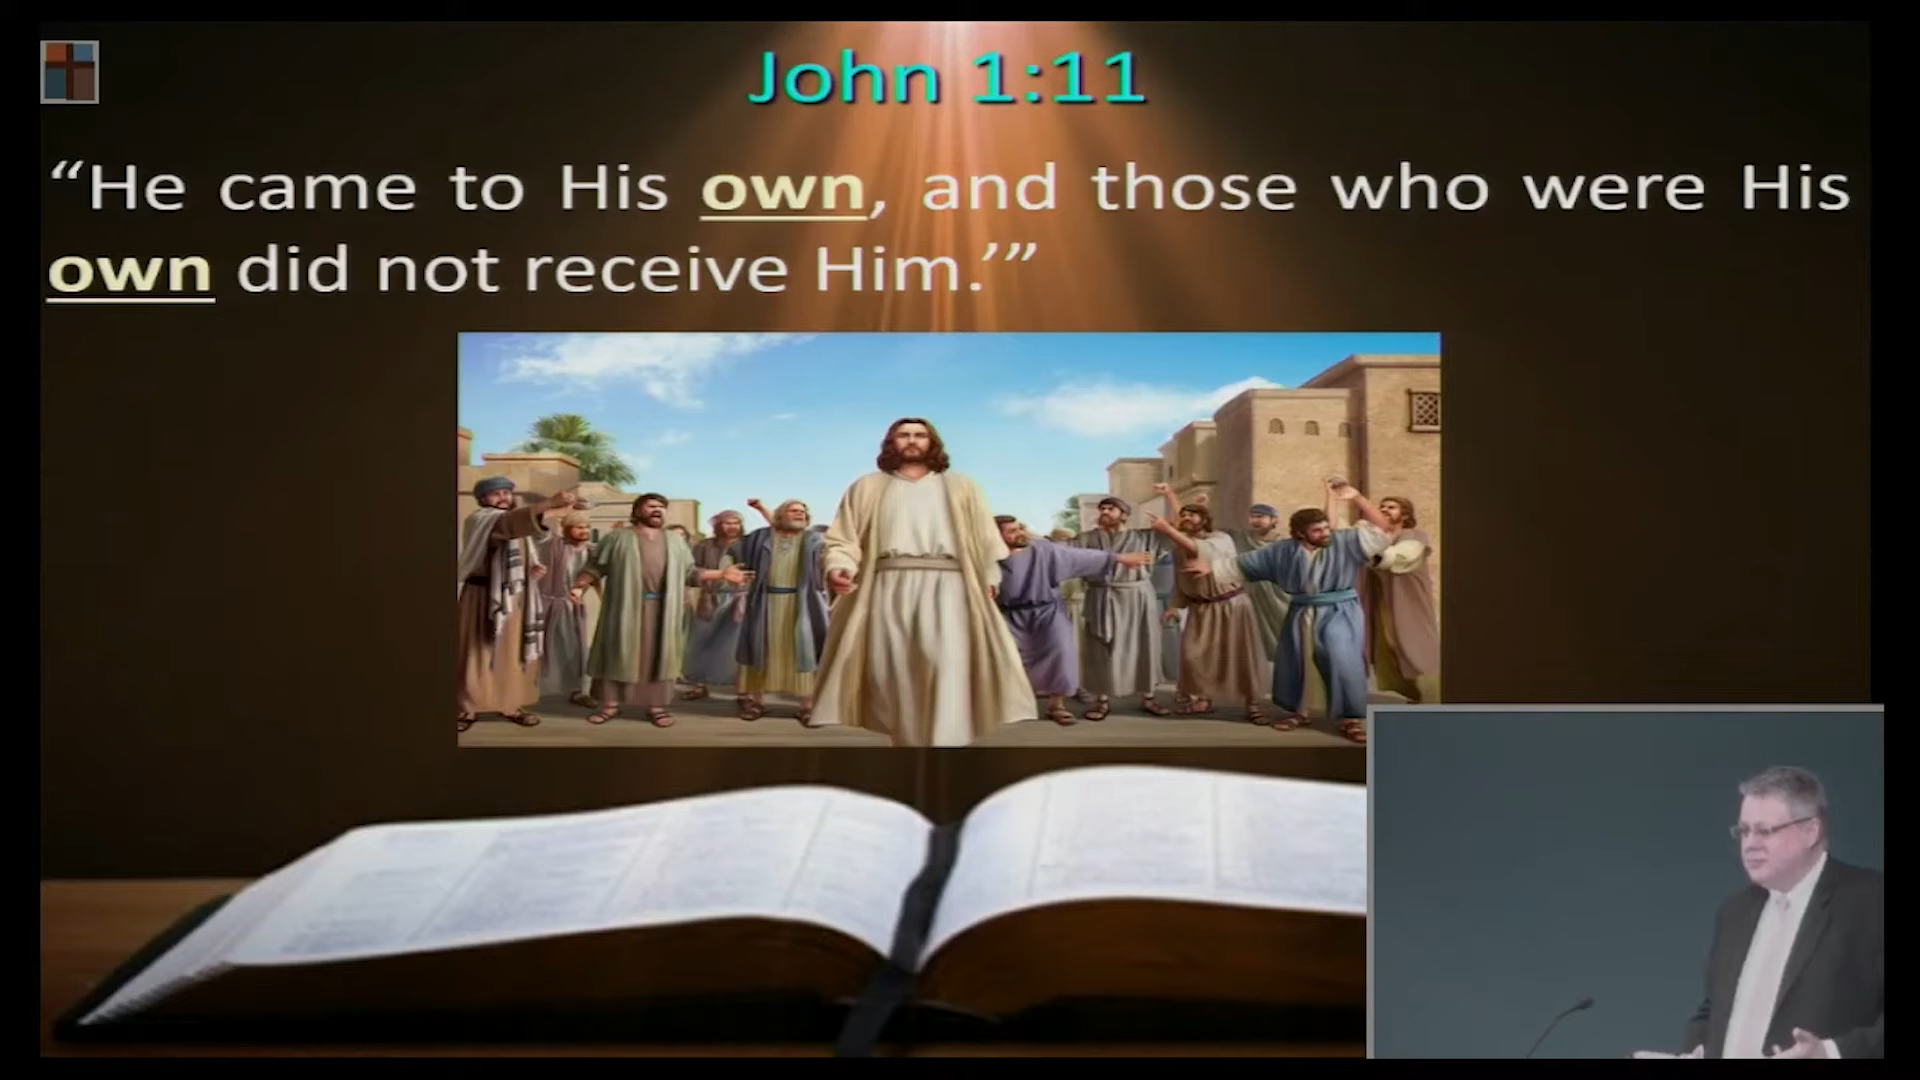 John 1:11
“He came to His own, and those who were His
own did not receive Him.’”